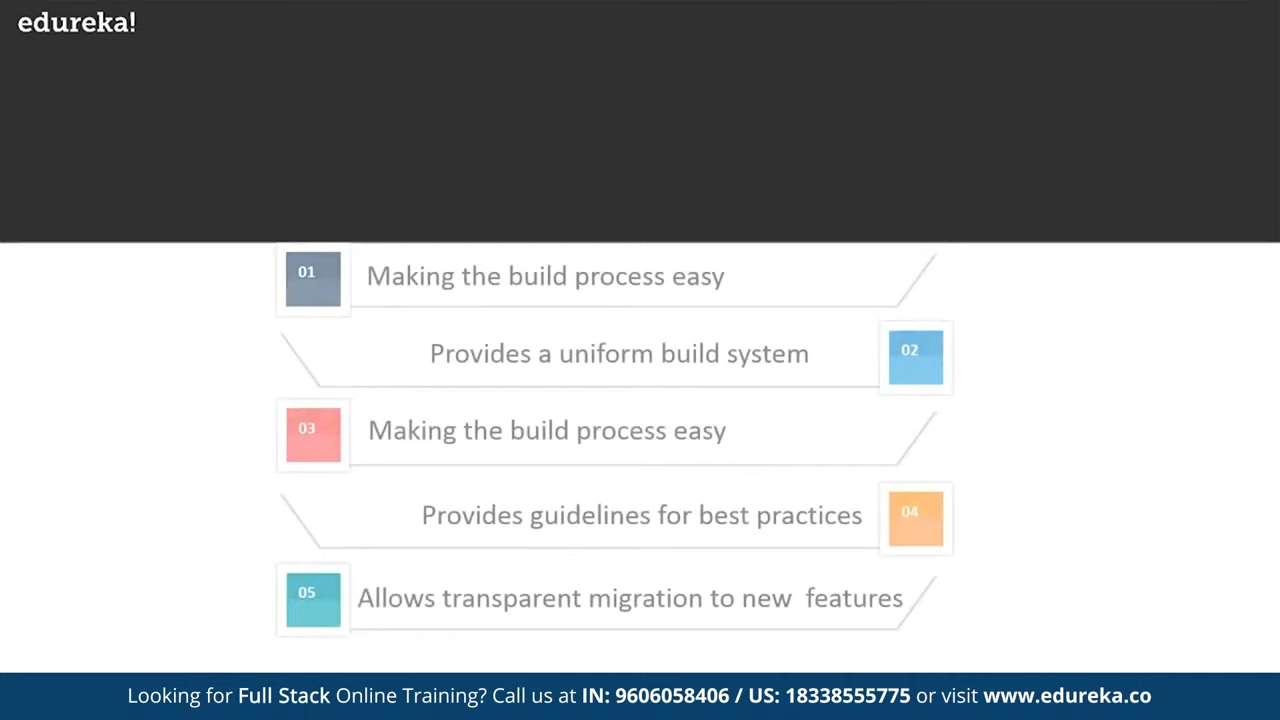 edureka!
01 Making the build process easy
Provides a uniform build system 02
03 Making the build process easy
Provides guidelines for best practices 04
05 Allows transparent migration to new features
Looking for Full Stack Online Training? Call us at IN: 9606058406 / US: 18338555775 or visit www.edureka.co